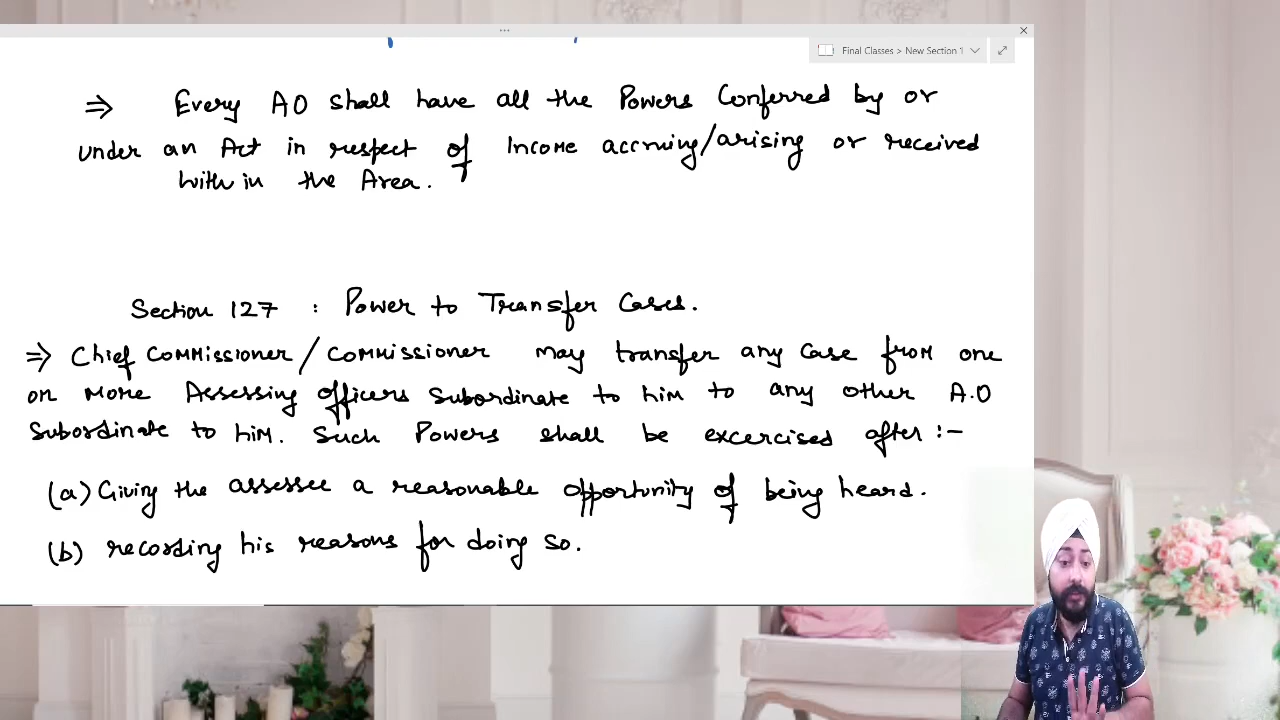 Final Classes > New Section 1
⇒ Every AO shall have all the Powers Conferred by or
under an Act in respect of Income accruing/arising or received
within the Area.
Section 127 : Power to Transfer Cases.
⇒ Chief Commissioner/Commissioner may transfer any Case from one
or more Assessing officers subordinate to him to any other A.O
Subordinate to him. Such Powers shall be excercised after :-
(a) Giving the assessee a reasonable opportunity of being heard.
(b) recording his reasons for doing so.